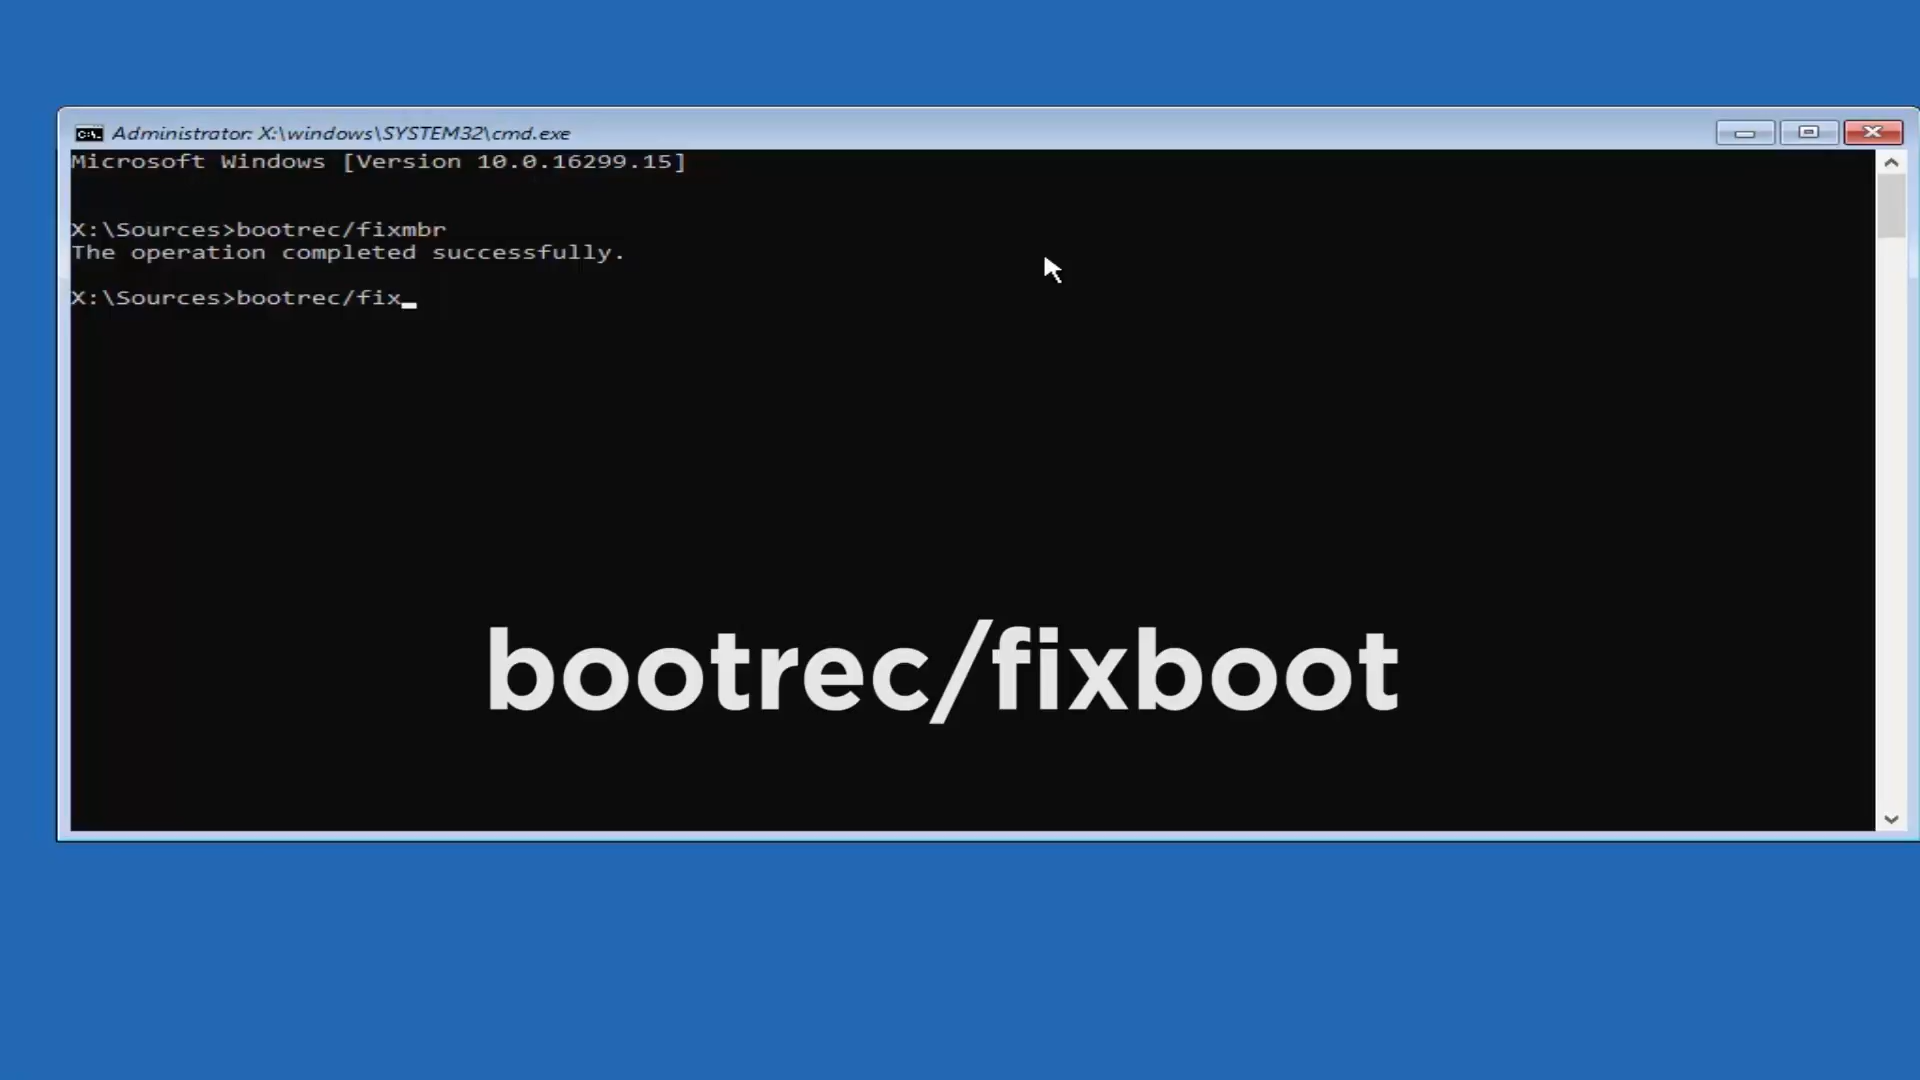 Administrator: X:\windows\SYSTEM32\cmd.exe
Microsoft Windows [Version 10.0.16299.15]
X:\Sources>bootrec/fixmbr
The operation completed successfully.
X:\Sources>bootrec/fix_
bootrec/fixboot